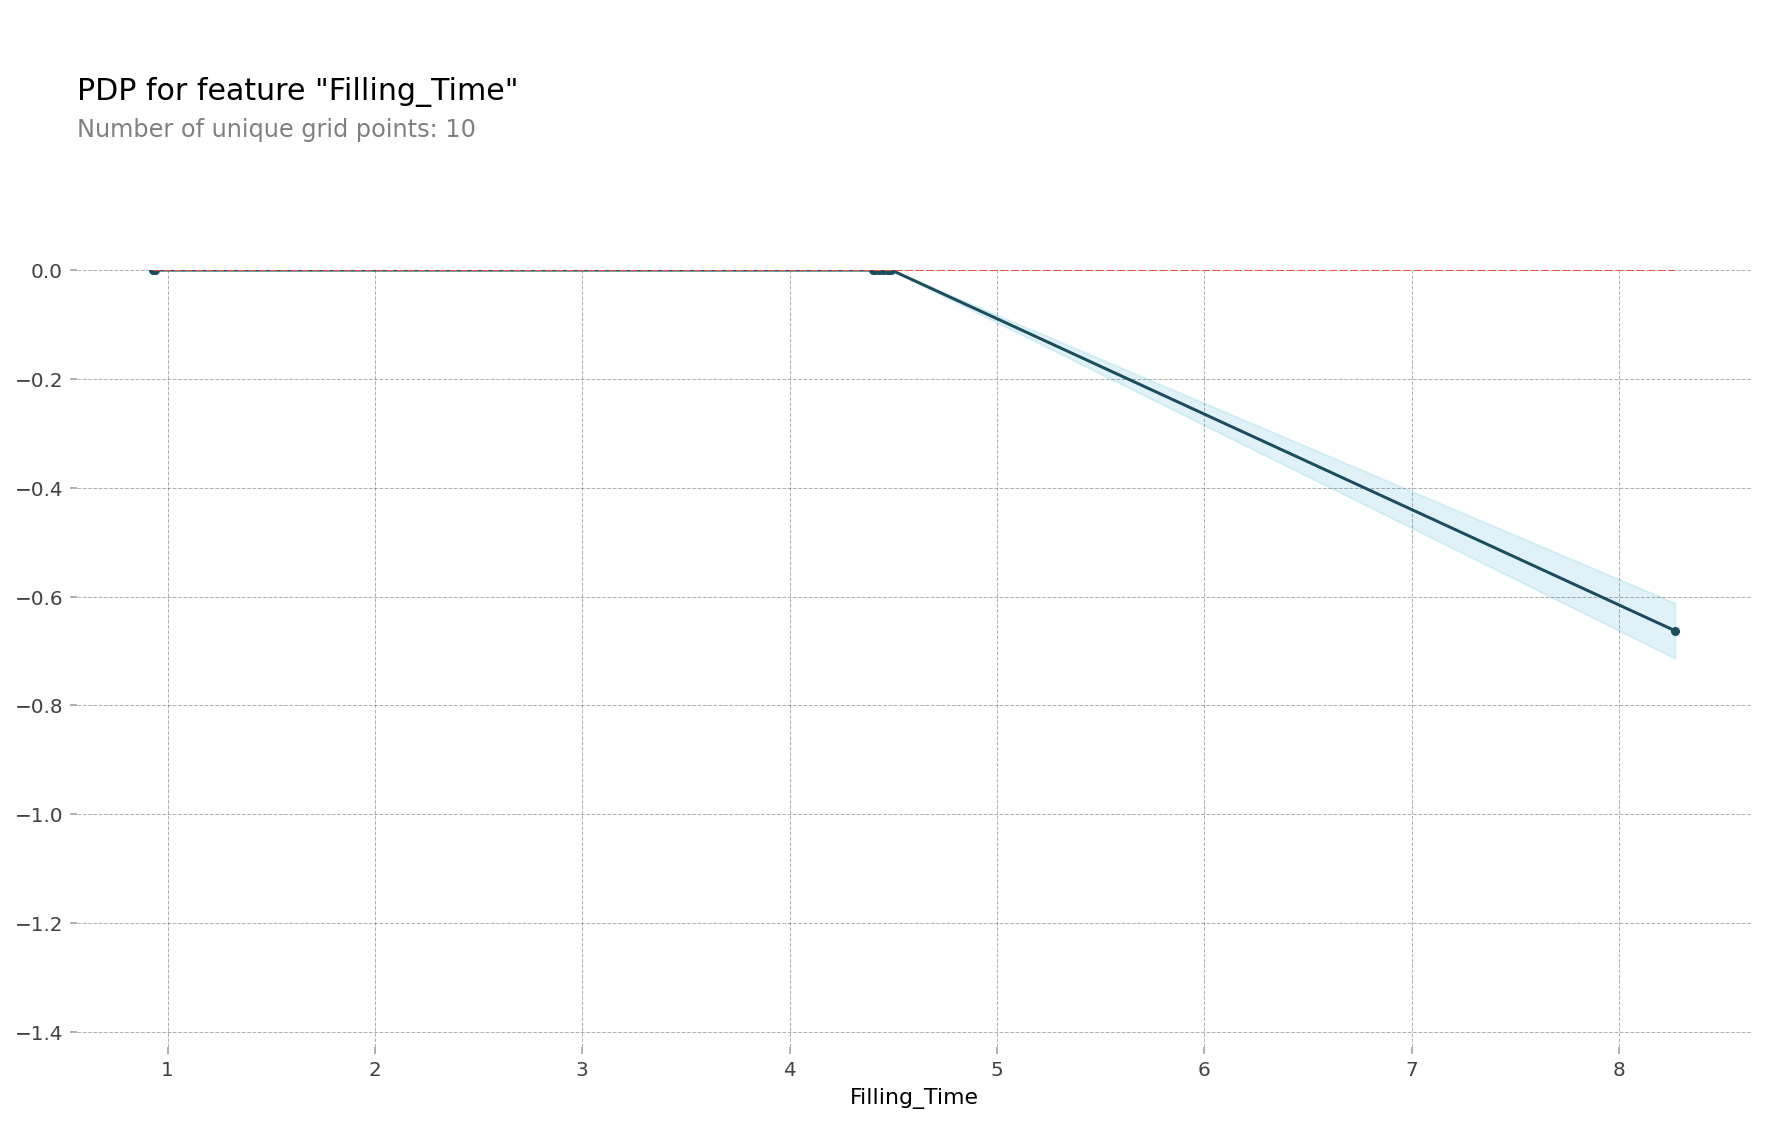 PDP for feature "Filling_Time"
Number of unique grid points: 10
0.0
−0.2
−0.4
−0.6
−0.8
−1.0
−1.2
−1.4
1 2 3 4 5 6 7 8
Filling_Time